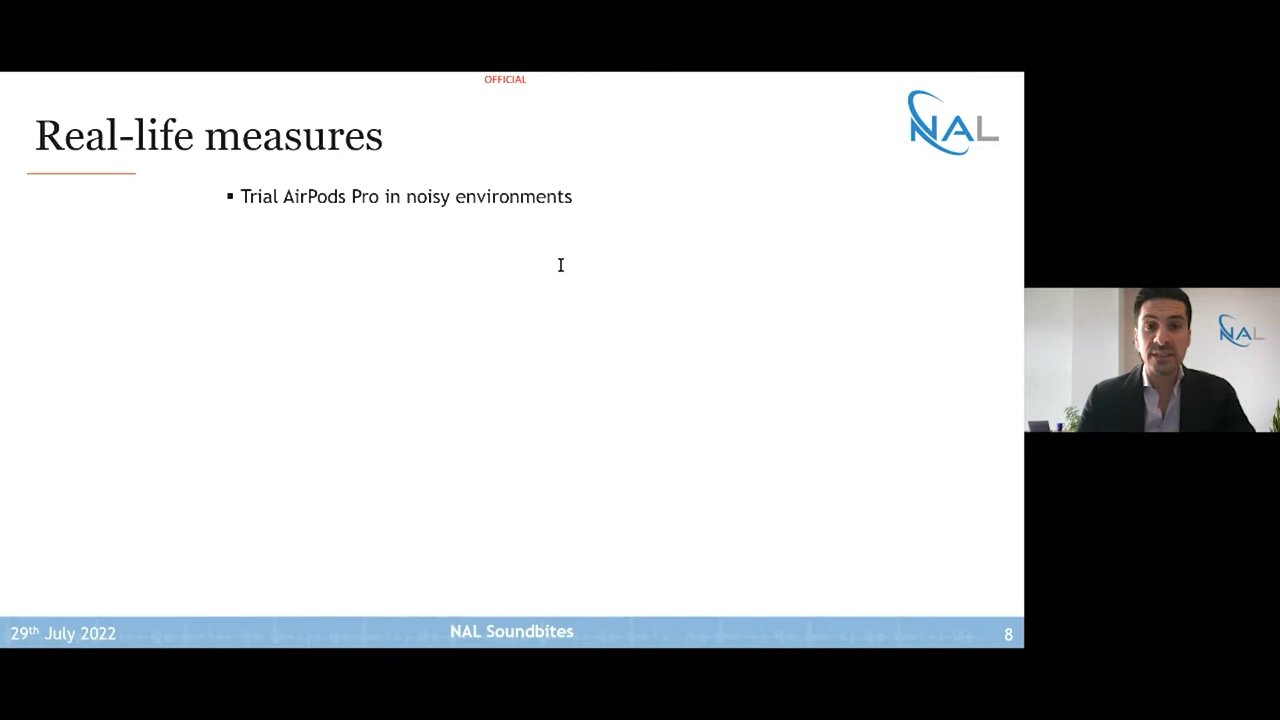 OFFICIAL
Real-life measures
NAL
▪ Trial AirPods Pro in noisy environments
NAL
29th July 2022
NAL Soundbites
8